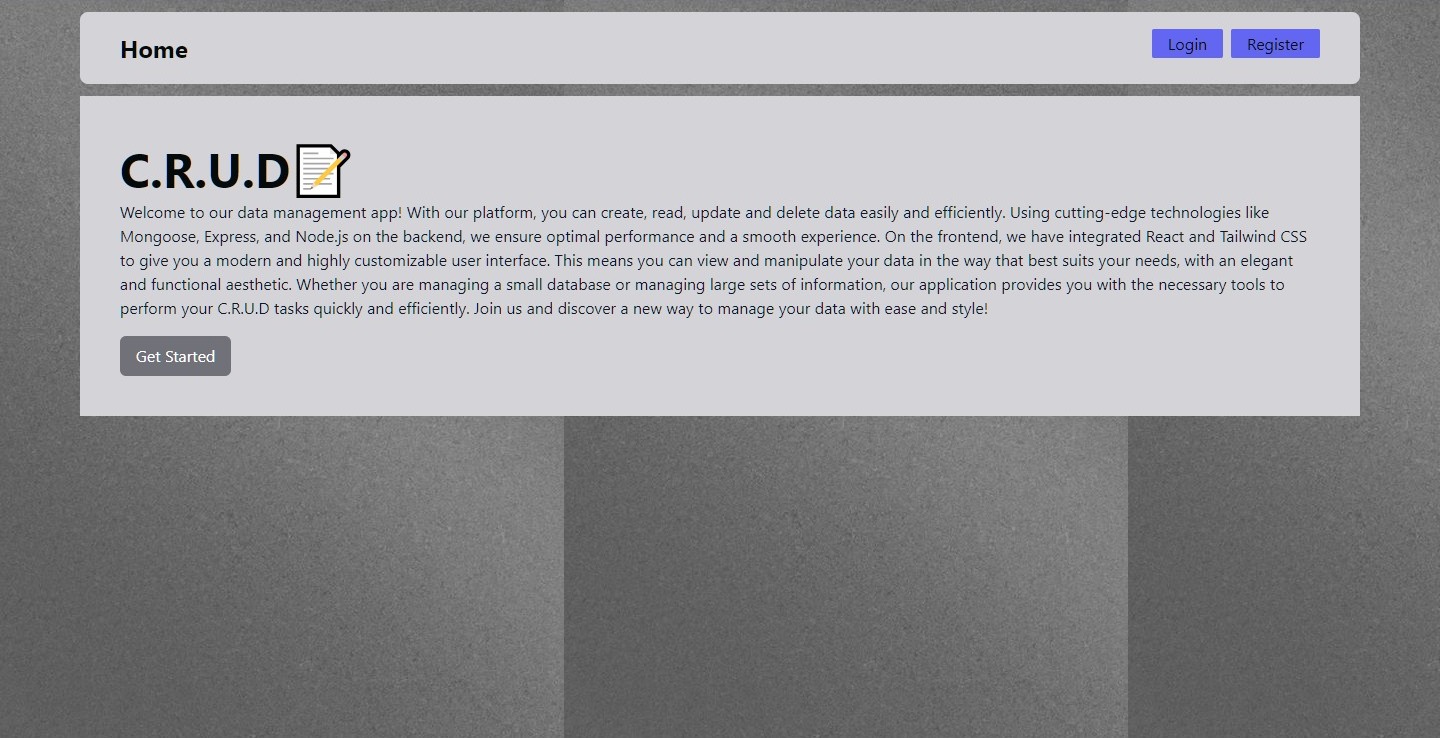 Home
Login
Register
C.R.U.D
Welcome to our data management app! With our platform, you can create, read, update and delete data easily and efficiently. Using cutting-edge technologies like
Mongoose, Express, and Node.js on the backend, we ensure optimal performance and a smooth experience. On the frontend, we have integrated React and Tailwind CSS
to give you a modern and highly customizable user interface. This means you can view and manipulate your data in the way that best suits your needs, with an elegant
and functional aesthetic. Whether you are managing a small database or managing large sets of information, our application provides you with the necessary tools to
perform your C.R.U.D tasks quickly and efficiently. Join us and discover a new way to manage your data with ease and style!
Get Started